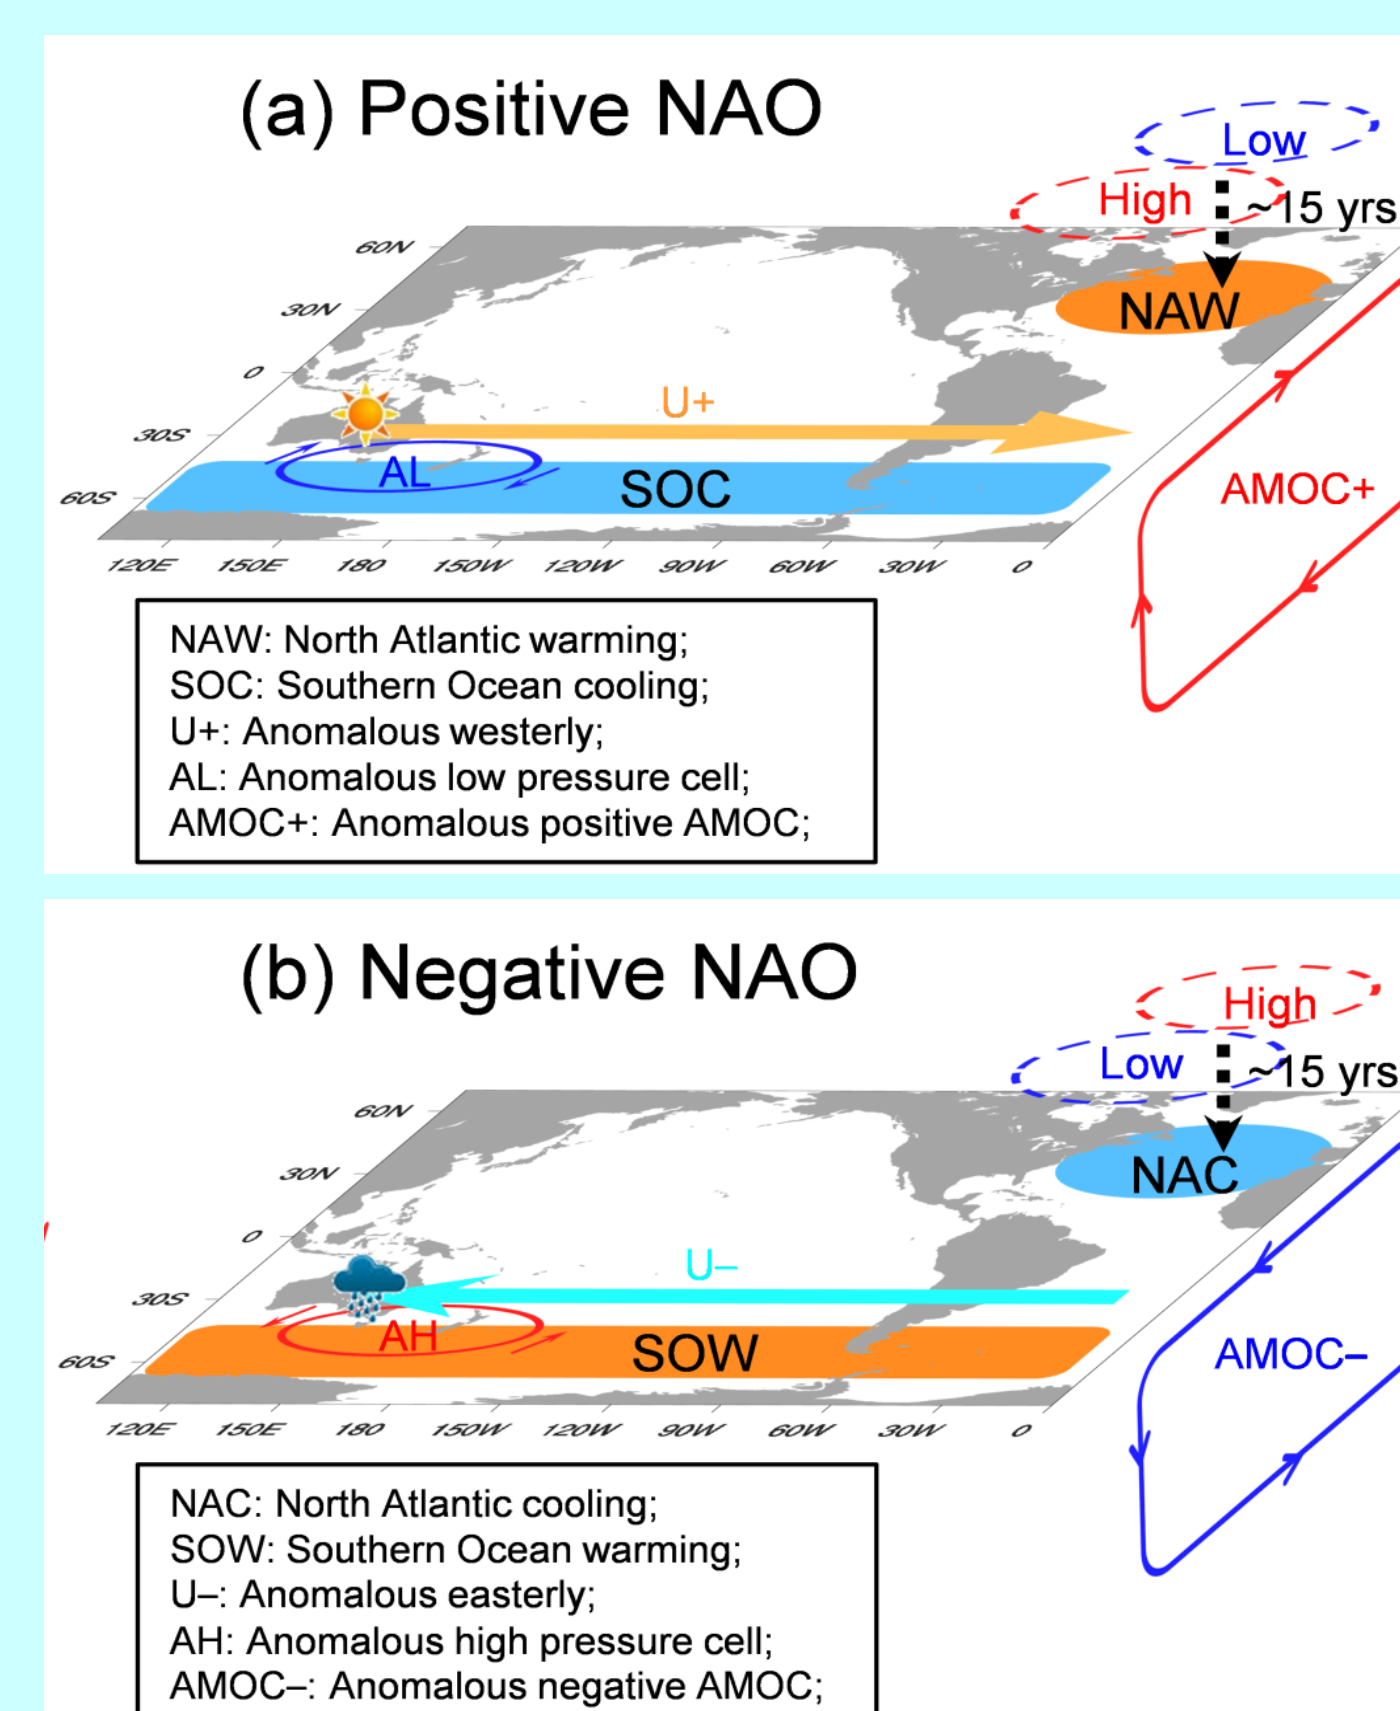 (a) Positive NAO
Low
High
~15 yrs
60N
NAW
30N
0
U+
30S
AL
SOC
60S
AMOC+
120E 150E 180 150W 120W 90W 60W 30W 0
NAW: North Atlantic warming;
SOC: Southern Ocean cooling;
U+: Anomalous westerly;
AL: Anomalous low pressure cell;
AMOC+: Anomalous positive AMOC;
(b) Negative NAO
High
Low
~15 yrs
60N
NAC
30N
0
U–
30S
AH
SOW
60S
AMOC–
120E 150E 180 150W 120W 90W 60W 30W 0
NAC: North Atlantic cooling;
SOW: Southern Ocean warming;
U–: Anomalous easterly;
AH: Anomalous high pressure cell;
AMOC–: Anomalous negative AMOC;